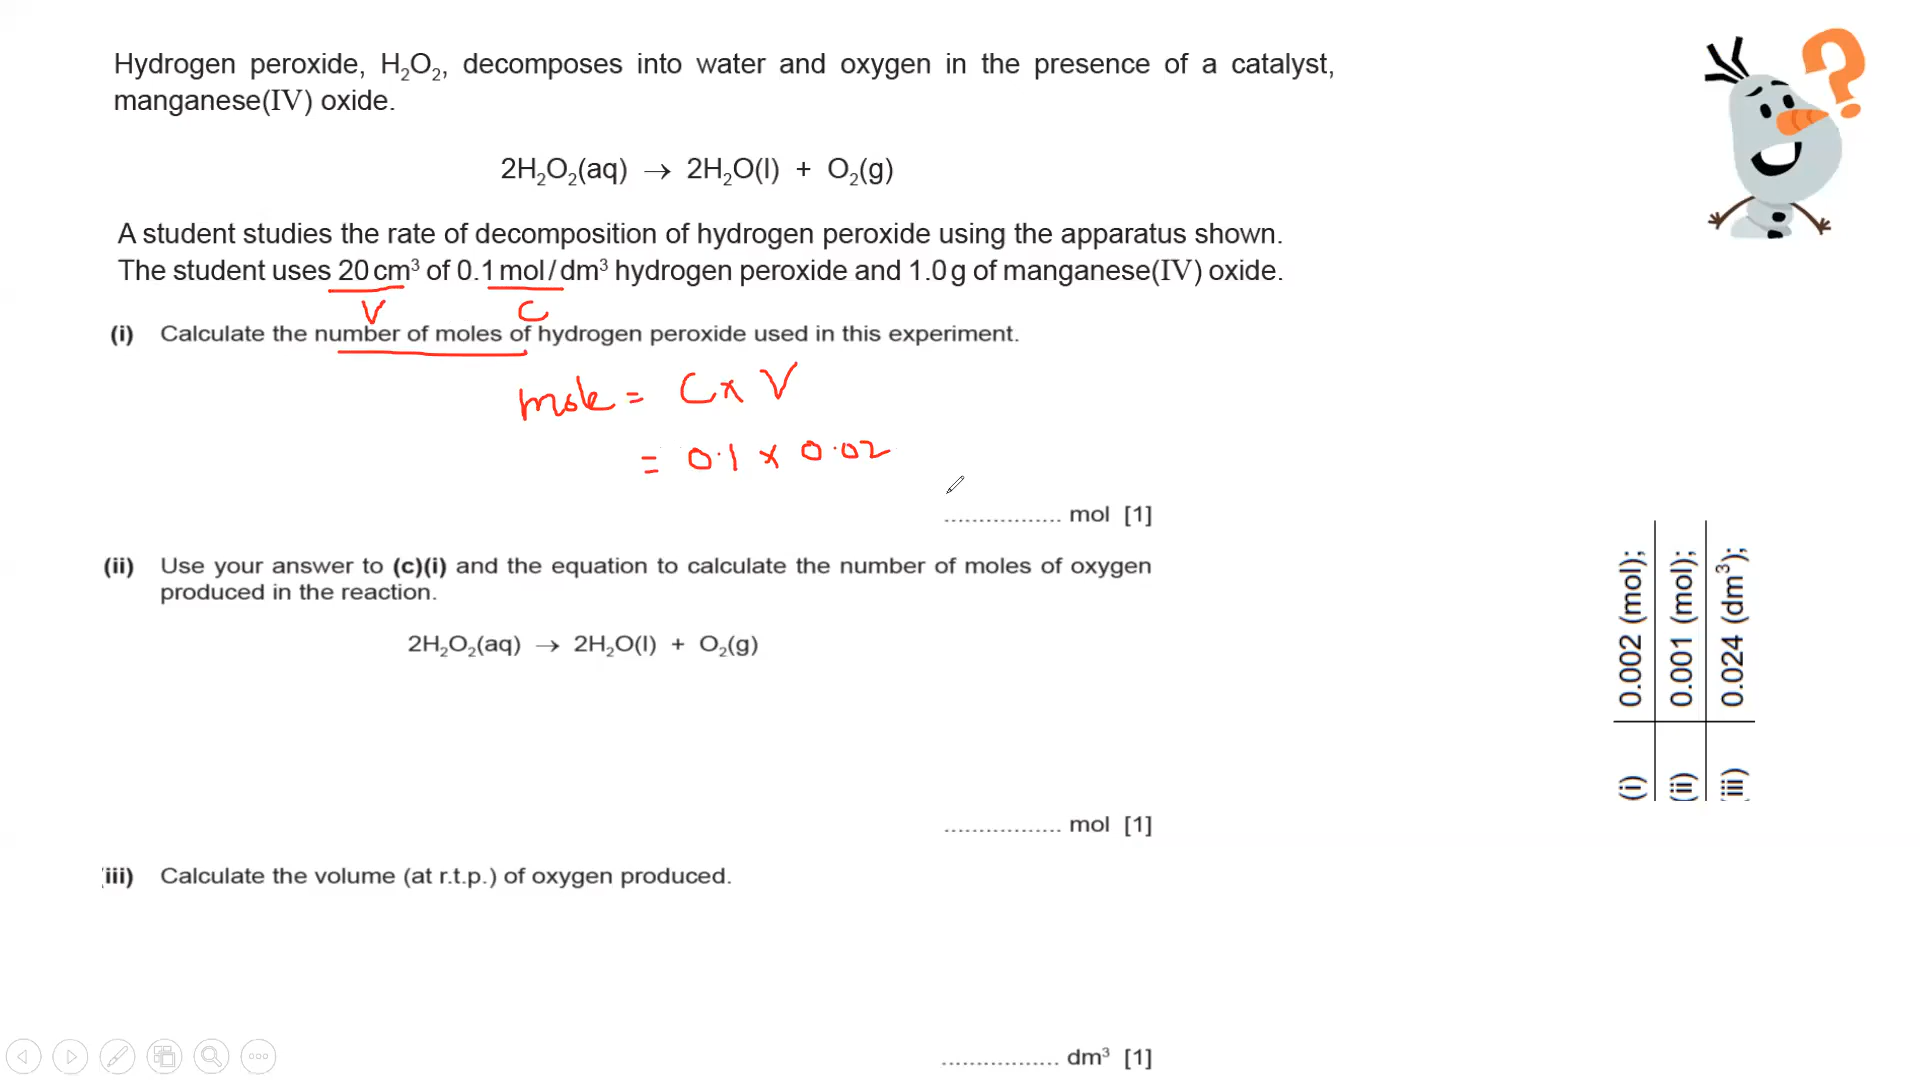 Hydrogen peroxide, H₂O₂, decomposes into water and oxygen in the presence of a catalyst,
manganese(IV) oxide.
2H₂O₂(aq) → 2H₂O(l) + O₂(g)
A student studies the rate of decomposition of hydrogen peroxide using the apparatus shown.
The student uses 20 cm³ of 0.1 mol/dm³ hydrogen peroxide and 1.0 g of manganese(IV) oxide.
V C
(i) Calculate the number of moles of hydrogen peroxide used in this experiment.
mole = C x V
= 0.1 x 0.02
................. mol [1]
(ii) Use your answer to (c)(i) and the equation to calculate the number of moles of oxygen
produced in the reaction.
2H₂O₂(aq) → 2H₂O(l) + O₂(g)
................. mol [1]
iii) Calculate the volume (at r.t.p.) of oxygen produced.
................. dm³ [1]
(i) 0.002 (mol);
(ii) 0.001 (mol);
iii) 0.024 (dm³);
?